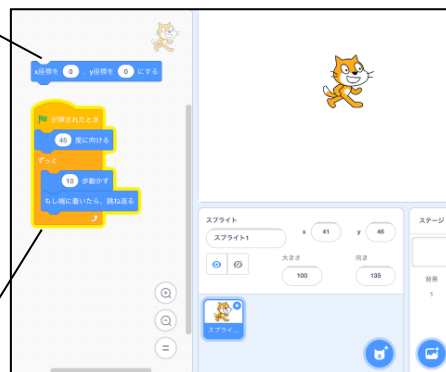 x座標を 0 、y座標を 0 にする
が押されたとき
45 度に向ける
ずっと
10 歩動かす
もし端に着いたら、跳ね返る
スプライト
スプライト1
x 41 y 46
大きさ 向き
100 135
スプライ...
ステージ
背景
1